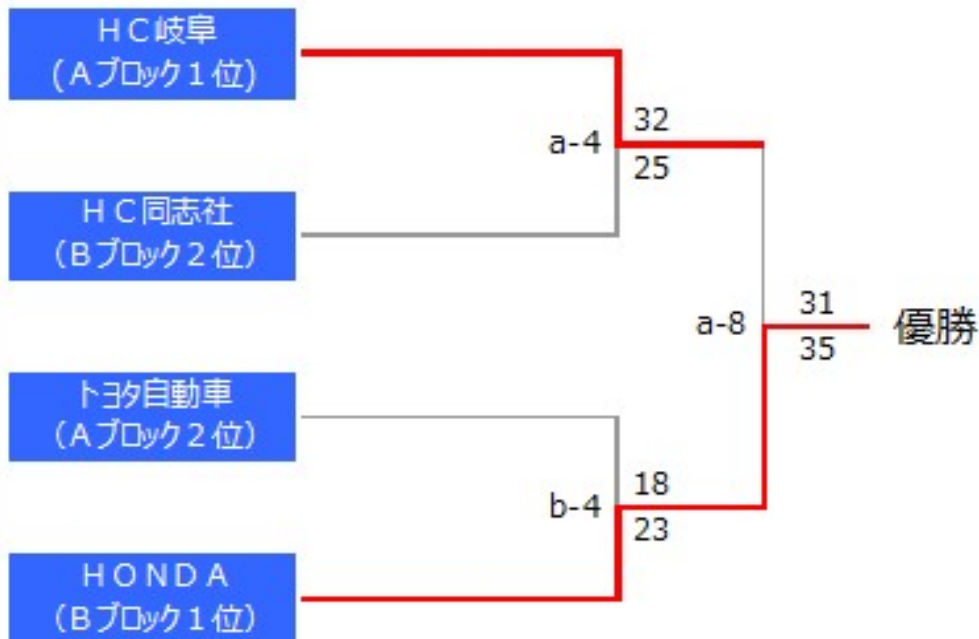 ＨＣ岐阜
(Aブロック１位)
32
a-4
25
ＨＣ同志社
（Bブロック２位）
31
a-8
優勝
35
トヨタ自動車
（Aブロック２位）
18
b-4
23
ＨＯＮＤＡ
（Bブロック１位）